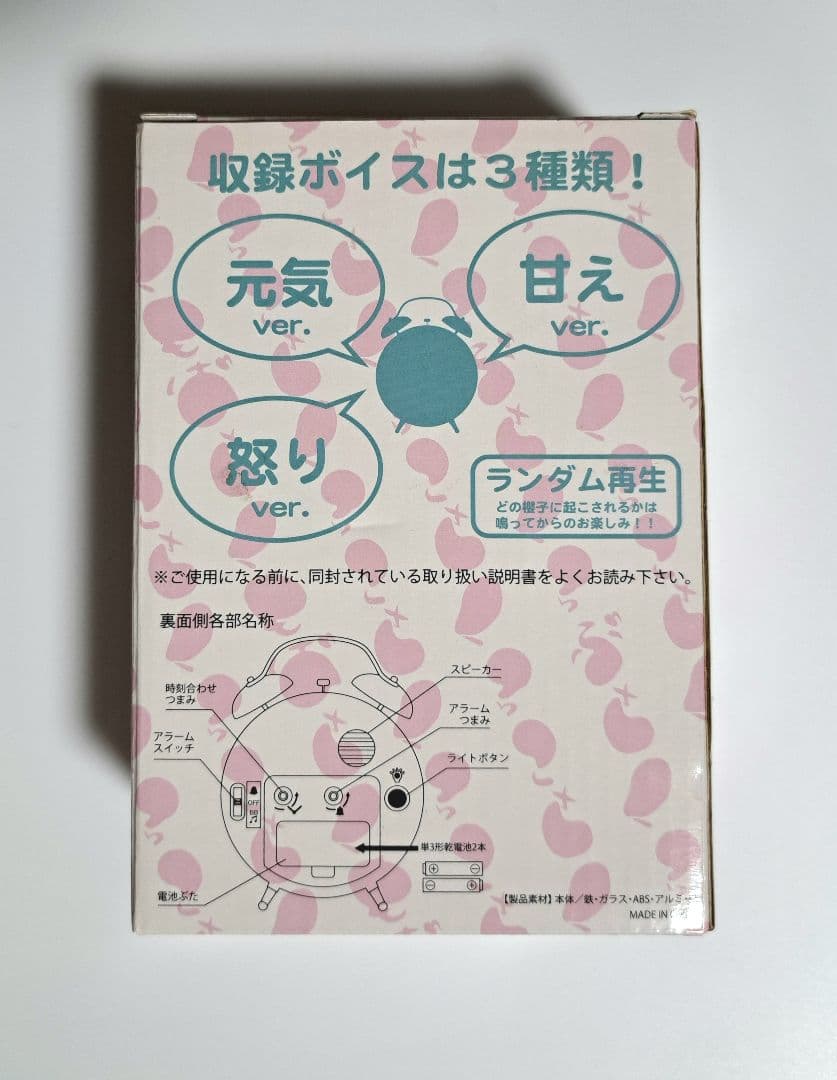 収録ボイスは3種類！
元気
ver.
甘え
ver.
怒り
ver.
ランダム再生
どの櫻子に起こされるかは
鳴ってからのお楽しみ！！
※ご使用になる前に、同封されている取り扱い説明書をよくお読み下さい。
裏面側各部名称
時刻合わせ
つまみ
アラーム
スイッチ
スピーカー
アラーム
つまみ
ライトボタン
OFF
BB
単3形乾電池2本
電池ぶた
【製品素材】本体／鉄・ガラス・ABS・アルミ
MADE IN